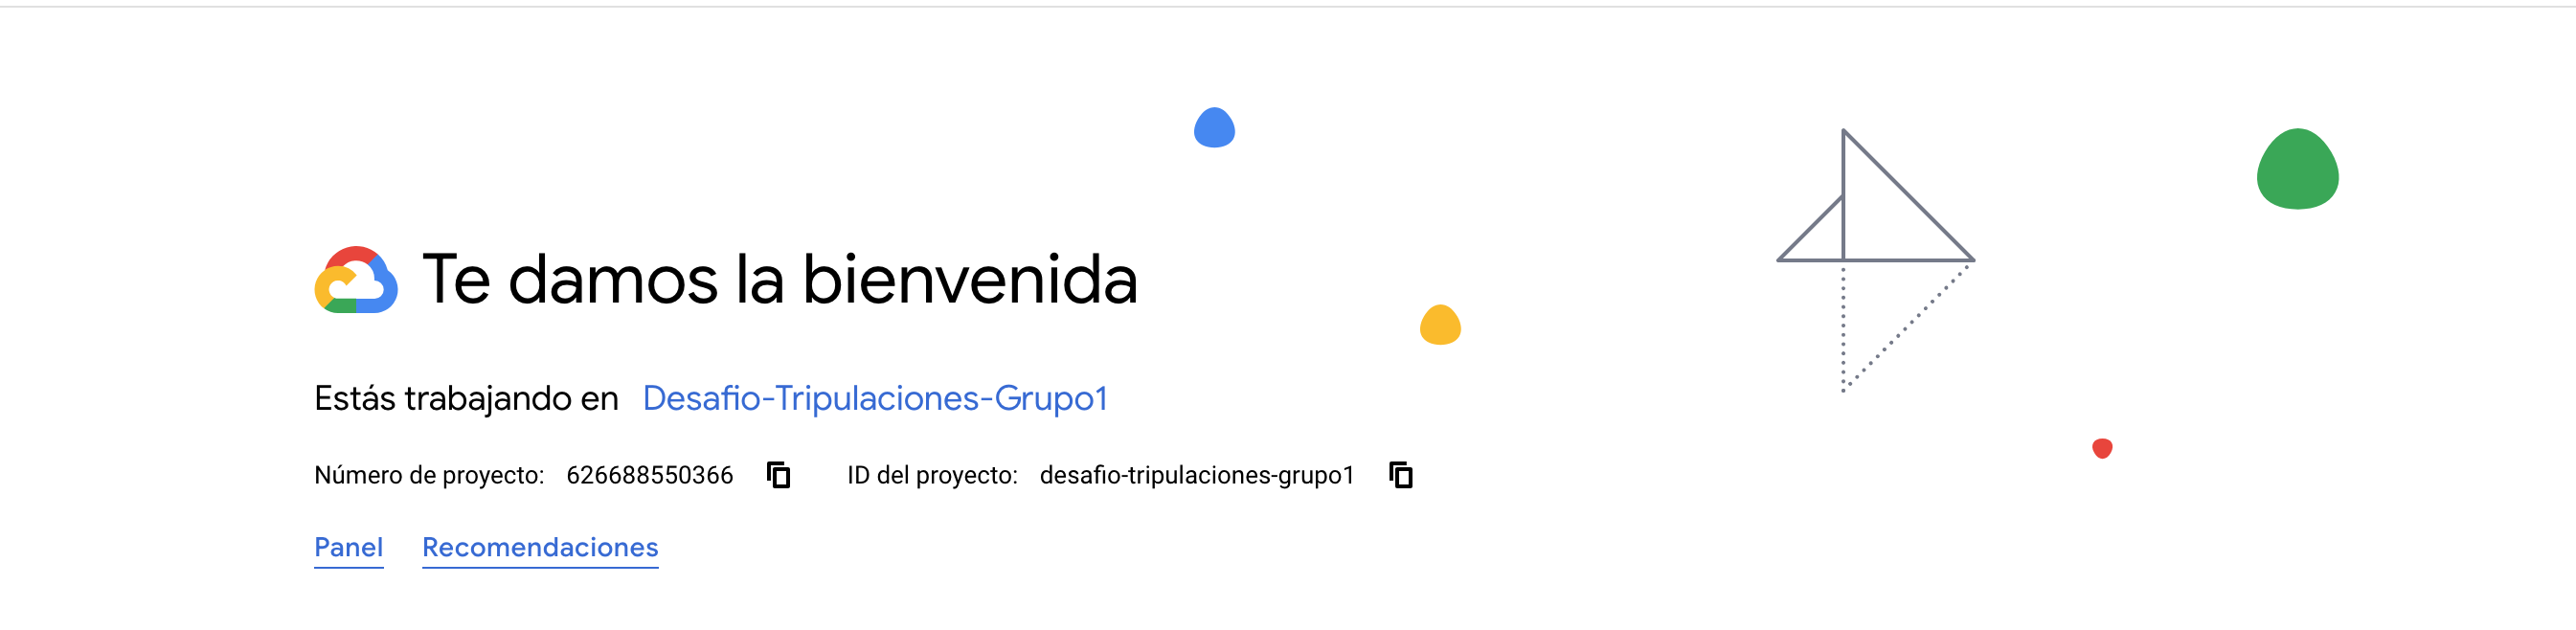 Te damos la bienvenida
Estás trabajando en Desafio-Tripulaciones-Grupo1
Número de proyecto: 626688550366 ID del proyecto: desafio-tripulaciones-grupo1
Panel Recomendaciones